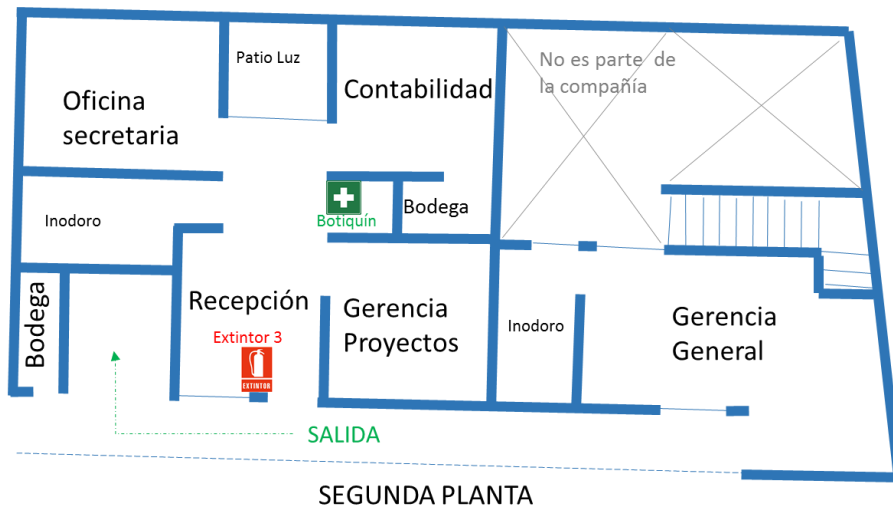 Patio Luz
No es parte de
la compañía
Oficina
secretaria
Contabilidad
Inodoro
Botiquín
Bodega
Bodega
Recepción
Extintor 3
EXTINTOR
Gerencia
Proyectos
Inodoro
Gerencia
General
SALIDA
SEGUNDA PLANTA